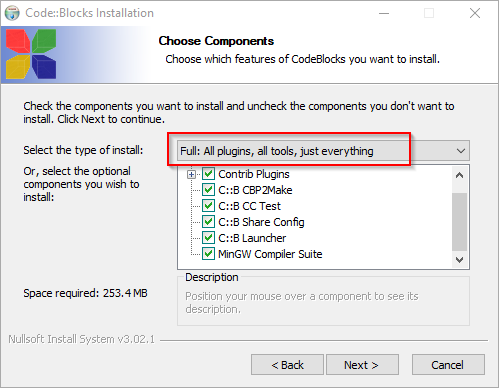 Code::Blocks Installation
Choose Components
Choose which features of CodeBlocks you want to install.
Check the components you want to install and uncheck the components you don't want to
install. Click Next to continue.
Select the type of install:
Full: All plugins, all tools, just everything
Or, select the optional
components you wish to
install:
Contrib Plugins
C::B CBP2Make
C::B CC Test
C::B Share Config
C::B Launcher
MinGW Compiler Suite
Space required: 253.4 MB
Description
Position your mouse over a component to see its
description.
Nullsoft Install System v3.02.1
< Back
Next >
Cancel